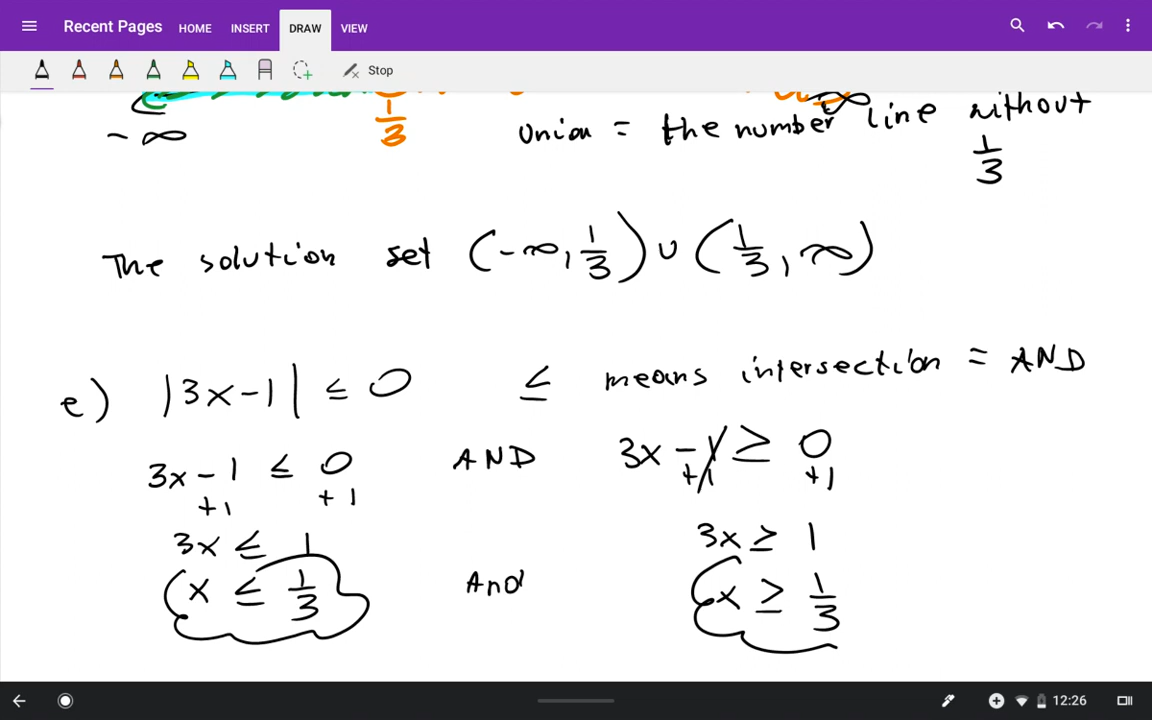 Recent Pages HOME INSERT DRAW VIEW
Stop
1/3
-∞ ∞
Union = the number line without 1/3
The solution set (-∞, 1/3) ∪ (1/3, ∞)
e) |3x-1| ≤ 0 ≤ means intersection = AND
3x - 1 ≤ 0 AND 3x - 1 ≥ 0
+1 +1 +1 +1
3x ≤ 1 3x ≥ 1
x ≤ 1/3 And x ≥ 1/3
12:26